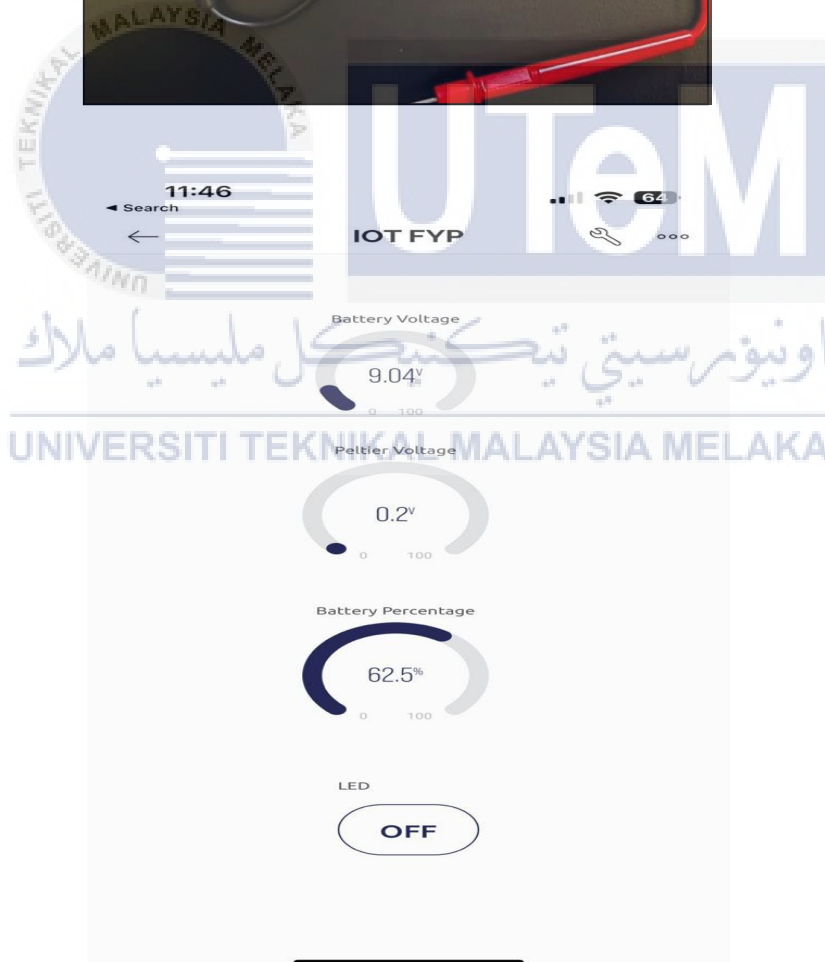 UNIVERSITI TEKNIKAL MALAYSIA MELAKA
UTeM
11:46
64
◄ Search
← IOT FYP
Battery Voltage
9.04V
0 100
اونيۏرسيتي تيكنيكل مليسيا ملاك
UNIVERSITI TEKNIKAL MALAYSIA MELAKA
Peltier Voltage
0.2V
0 100
Battery Percentage
62.5%
0 100
LED
OFF